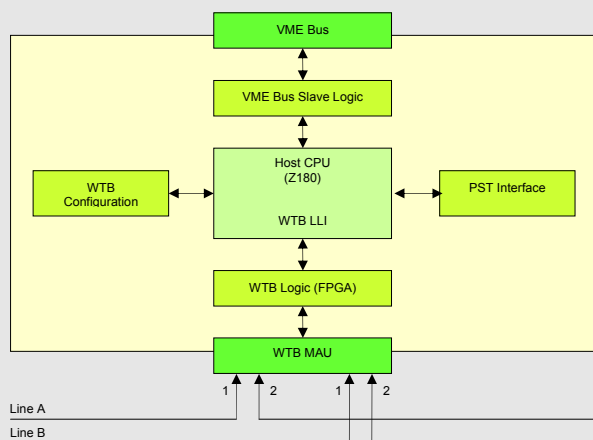 VME Bus
VME Bus Slave Logic
Host CPU
(Z180)
WTB
Configuration
PST Interface
WTB LLI
WTB Logic (FPGA)
WTB MAU
1 2 1 2
Line A
Line B